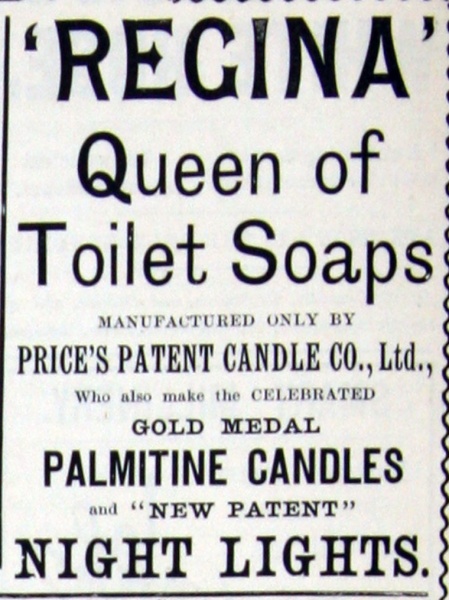 ‘REGINA’
Queen of
Toilet Soaps
MANUFACTURED ONLY BY
PRICE'S PATENT CANDLE CO., Ltd.,
Who also make the CELEBRATED
GOLD MEDAL
PALMITINE CANDLES
and “NEW PATENT”
NIGHT LIGHTS.